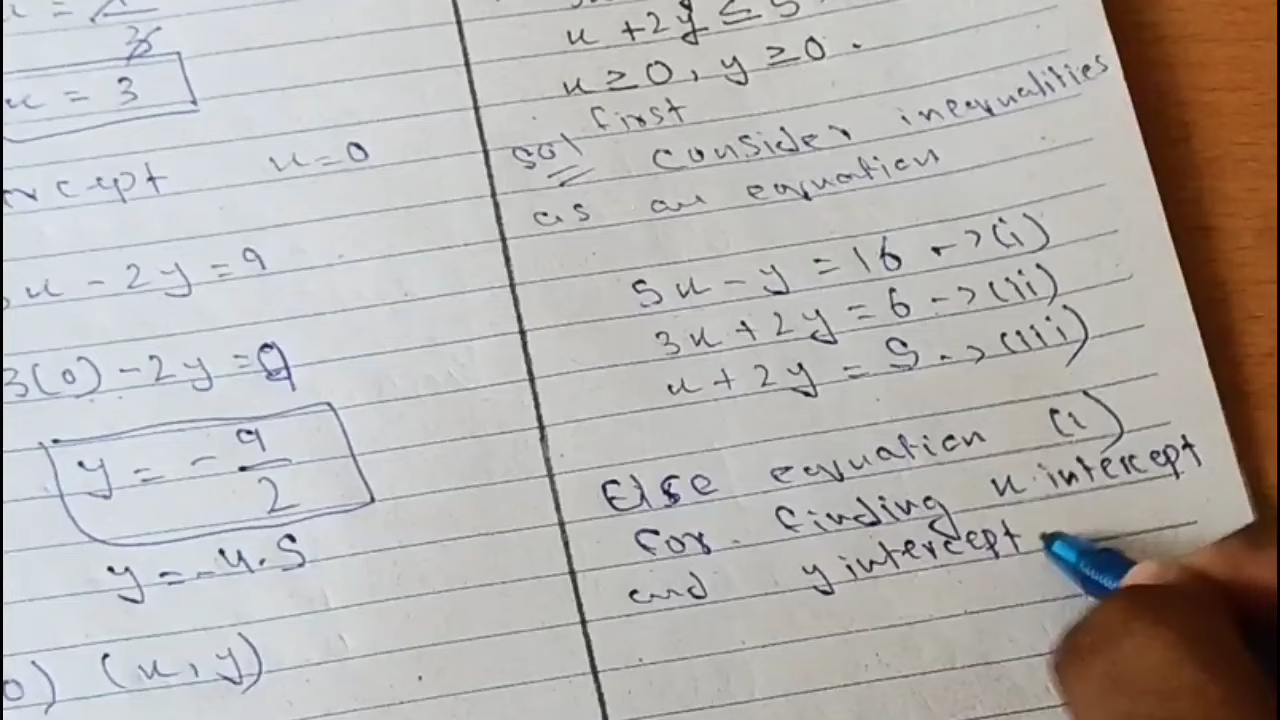 3
x = 3
x = 0
- 2y = 9
3(0) - 2y = 9
y = - 9/2
y = -4.5
(x, y)
x + 2y ≤ 5
x ≥ 0, y ≥ 0.
first
Sol consider inequalities
as an equation
5x - y = 16 -> (i)
3x + 2y = 6 -> (ii)
x + 2y = 5 -> (iii)
Else equation (i)
for finding x intercept
and y intercept